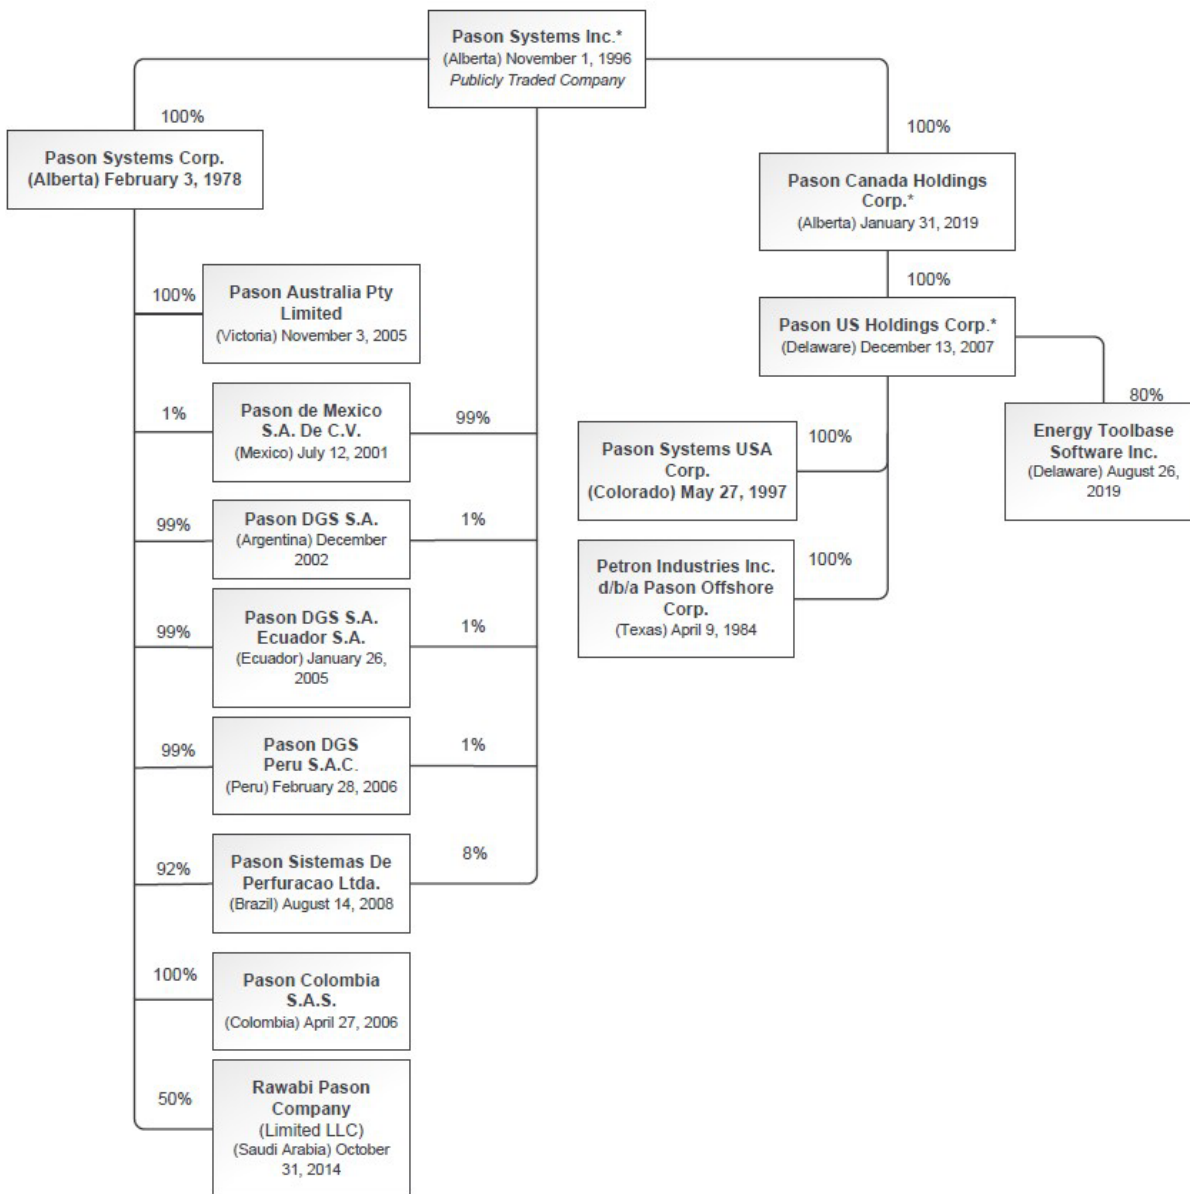 Pason Systems Inc.*
(Alberta) November 1, 1996
Publicly Traded Company
100%
Pason Systems Corp.
(Alberta) February 3, 1978
100%
Pason Canada Holdings
Corp.*
(Alberta) January 31, 2019
100%
Pason US Holdings Corp.*
(Delaware) December 13, 2007
80%
Energy Toolbase
Software Inc.
(Delaware) August 26,
2019
100%
Pason Systems USA
Corp.
(Colorado) May 27, 1997
100%
Petron Industries Inc.
d/b/a Pason Offshore
Corp.
(Texas) April 9, 1984
100%
Pason Australia Pty
Limited
(Victoria) November 3, 2005
1%
Pason de Mexico
S.A. De C.V.
(Mexico) July 12, 2001
99%
99%
Pason DGS S.A.
(Argentina) December
2002
1%
99%
Pason DGS S.A.
Ecuador S.A.
(Ecuador) January 26,
2005
1%
99%
Pason DGS
Peru S.A.C.
(Peru) February 28, 2006
1%
92%
Pason Sistemas De
Perfuracao Ltda.
(Brazil) August 14, 2008
8%
100%
Pason Colombia
S.A.S.
(Colombia) April 27, 2006
50%
Rawabi Pason
Company
(Limited LLC)
(Saudi Arabia) October
31, 2014